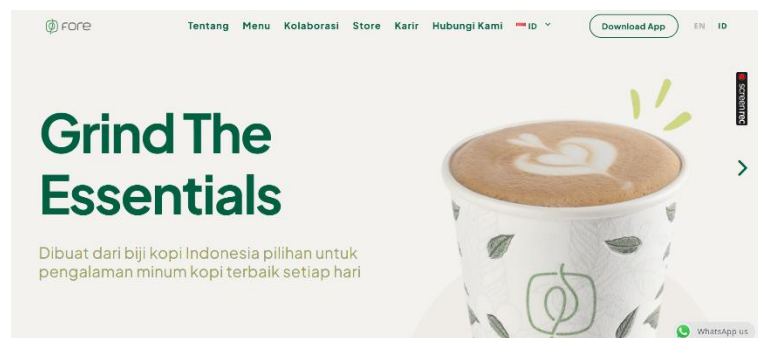 FORE
Tentang Menu Kolaborasi Store Karir Hubungi Kami ID Download App EN ID
screenrec
Grind The
Essentials
Dibuat dari biji kopi Indonesia pilihan untuk
pengalaman minum kopi terbaik setiap hari
WhatsApp us